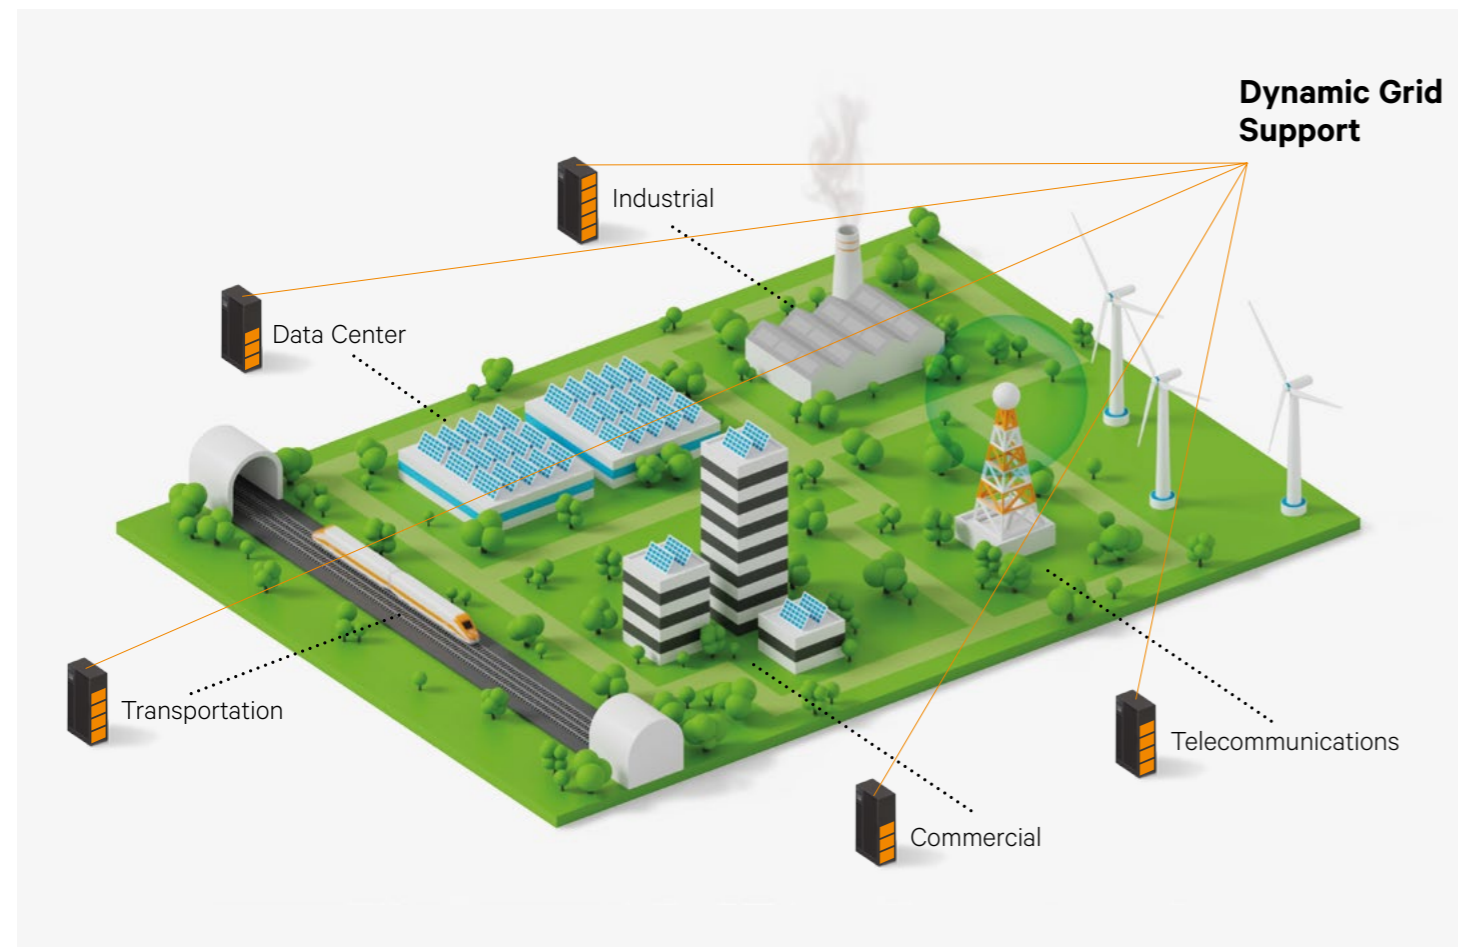 Dynamic Grid
Support
Industrial
Data Center
Transportation
Telecommunications
Commercial